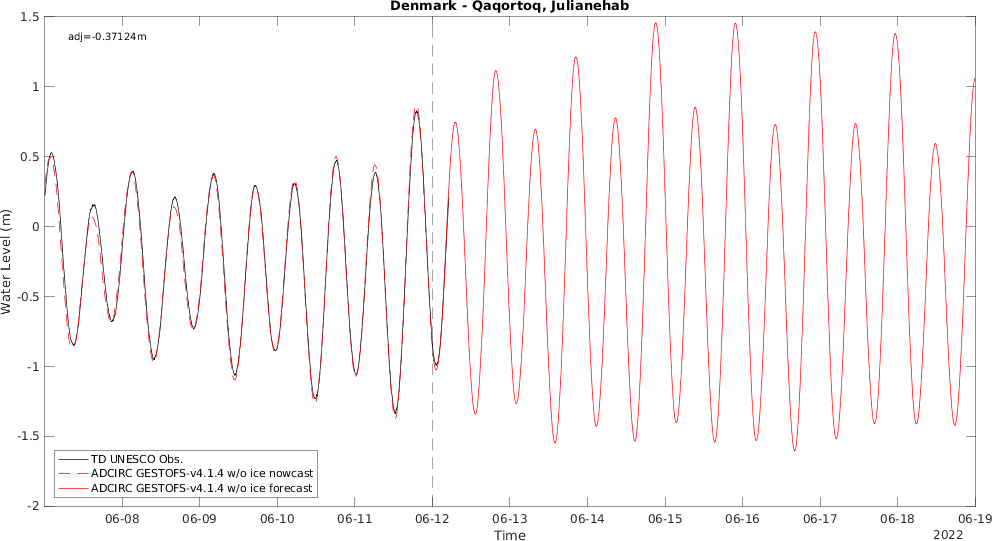 Denmark - Qaqortoq, Julianehab
adj=-0.37124m
1.5
1
0.5
0
-0.5
-1
-1.5
-2
Water Level (m)
TD UNESCO Obs.
ADCIRC GESTOFS-v4.1.4 w/o ice nowcast
ADCIRC GESTOFS-v4.1.4 w/o ice forecast
06-08 06-09 06-10 06-11 06-12 06-13 06-14 06-15 06-16 06-17 06-18 06-19
Time
2022